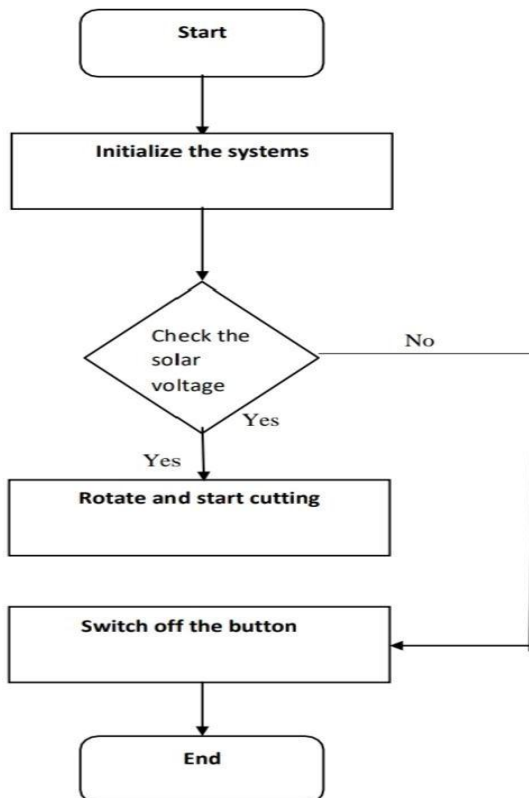 Start
Initialize the systems
Check the
solar
voltage
No
Yes
Yes
Rotate and start cutting
Switch off the button
End